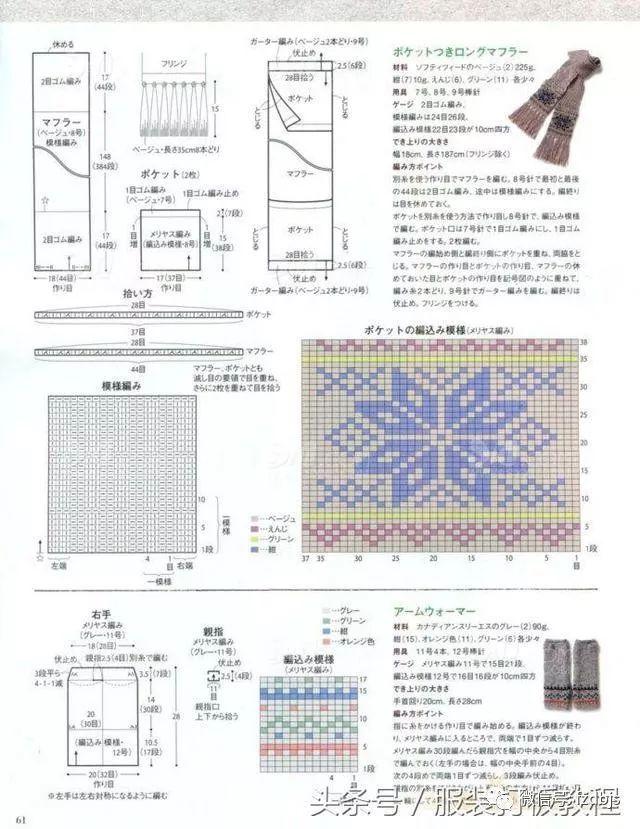 休める
2目ゴム編み
17
(44段)
マフラー
(ベージュ・8号)
模様編み
148
(384段)
2目ゴム編み
17
(44段)
18(44目)
作り目
フリンジ
15
ベージュ・長さ35cm8本どり
ポケット(2枚)
1目ゴム編み
(ベージュ・7号)
1目ゴム編み止め
2(7段)
メリヤス編み
(編込み模様・8号)
1目増
1目増
15
(38段)
17(37目)
作り目
ガーター編み(ベージュ2本どり・9号)
伏止め
2.5(6段)
28目拾う
ポケット
とじる
とじる
マフラー
ポケット
とじる
とじる
28目拾う
2.5(6段)
伏止め
ガーター編み(ベージュ2本どり・9号)
拾い方
28目
ポケット
37目
28目
マフラー
44目
マフラー、ポケットとも
減し目の要領で目を重ね、
さらに2枚を重ねて目を拾う
模様編み
10
5
1段
一模様
左端
4
1目
右端
一模様
ポケットつきロングマフラー
材料 ソフティフィードのベージュ(2)225g、
紺(7)10g、えんじ(6)、グリーン(11)各少々
用具 7号、8号、9号棒針
ゲージ 2目ゴム編み、
模様編みは24目26段、
編込み模様22目23段が10cm四方
でき上りの大きさ
幅18cm、長さ187cm(フリンジ除く)
編み方ポイント
別糸を使う作り目でマフラーを編む。8号針で最初と最後
の44段は2目ゴム編み、途中は模様編みにする。編終り
は目を休めておく。
ポケットを別糸を使う方法で作り目し8号針で、編込み模様
で編む。ポケット口は7号針で1目ゴム編みにし、1目ゴ
ム編み止めをする。2枚編む。
マフラーの編始め側と編終り側にポケットを重ね、両脇をと
じる。マフラーの作り目とポケットの作り目、マフラーの休
めておいた目とポケットの作り目を記号図のように重ねて、
編み糸2本どり、9号針でガーター編みを編む。編終りは
伏止め。フリンジをつける。
ポケットの編込み模様(メリヤス編み)
38
35
30
25
20
15
10
5
1段
37 35 30 25 20 15 10 5 1目
…ベージュ
…えんじ
…グリーン
…紺
右手
メリヤス編み
(グレー・11号)
18(28目)
伏止め
親指2.5(4目)別糸で編む
3段平ら
4-1-1減
3.5(7段)
20
(30目)
14
(30段)
28
(編込み模様・
12号)
10.5
(17段)
20(32目)
作り目
※左手は左右対称になるように編む
親指
メリヤス編み
(グレー・11号)
伏止め
2.5(4段)
11目
親指口
上下から拾う
…グレー
…グリーン
…紺
…オレンジ色
編込み模様
(メリヤス編み)
17
15
10
5
1段
16 15 10 5 1目
アームウォーマー
材料 カナディアンスリーエスのグレー(2)90g、
紺(15)、オレンジ色(11)、グリーン(6)各少々
用具 11号4本、12号棒針
ゲージ メリヤス編み11号で15目21段、
編込み模様12号で16目16段が10cm四方
でき上りの大きさ
手首回り20cm、長さ28cm
編み方ポイント
指に糸をかける作り目で編み始める。編込み模様が終わ
り、メリヤス編みに入るところで、両端で1目ずつ減らす。
メリヤス編み30段編んだら親指穴を幅の中央から4目別糸
で編んでおく(左手の場合は、幅の中央手前の4目)。
次の4段めで両端1目ずつ減らし、3段編み伏止め。
头条号/服装打板教程
微信号
61